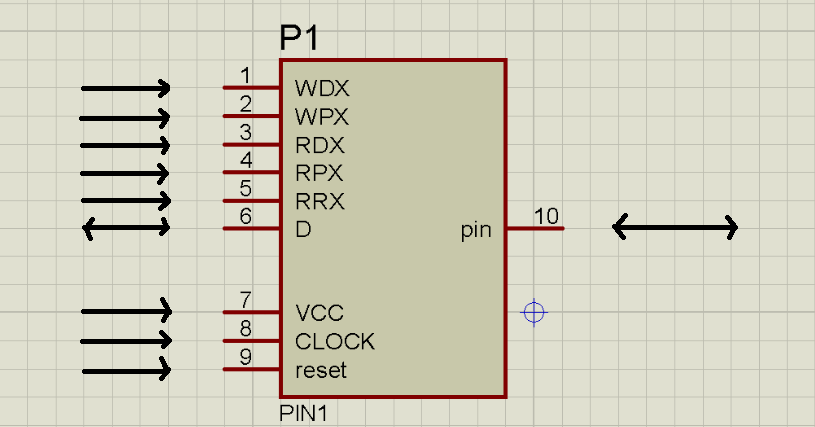 P1
1 WDX
2 WPX
3 RDX
4 RPX
5 RRX
6 D
pin 10
7 VCC
8 CLOCK
9 reset
PIN1